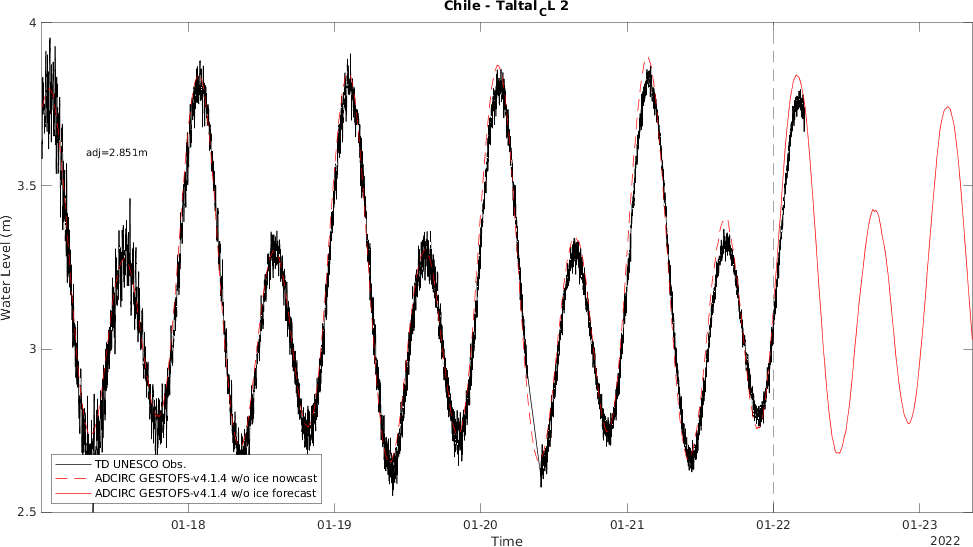 Chile - Taltal_CL 2
4
3.5
3
2.5
Water Level (m)
adj=2.851m
TD UNESCO Obs.
ADCIRC GESTOFS-v4.1.4 w/o ice nowcast
ADCIRC GESTOFS-v4.1.4 w/o ice forecast
01-18 01-19 01-20 01-21 01-22 01-23
Time
2022